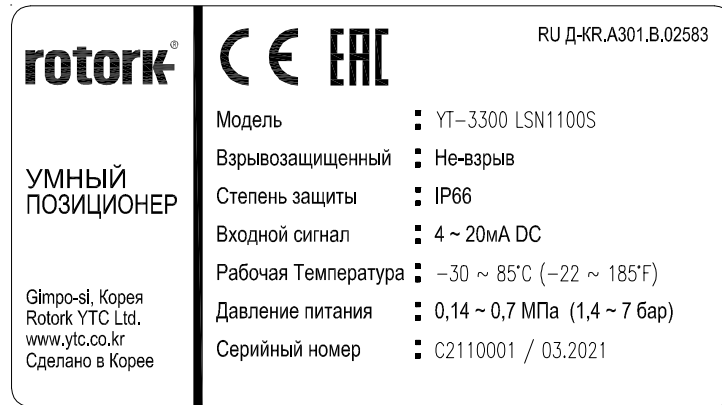 rotork®
УМНЫЙ
ПОЗИЦИОНЕР
Gimpo-si, Корея
Rotork YTC Ltd.
www.ytc.co.kr
Сделано в Корее
CE EAC
RU Д-KR.A301.B.02583
Модель : YT-3300 LSN1100S
Взрывозащищенный : Не-взрыв
Степень защиты : IP66
Входной сигнал : 4 ~ 20мА DC
Рабочая Температура : -30 ~ 85°C (-22 ~ 185°F)
Давление питания : 0,14 ~ 0,7 МПа (1,4 ~ 7 бар)
Серийный номер : C2110001 / 03.2021